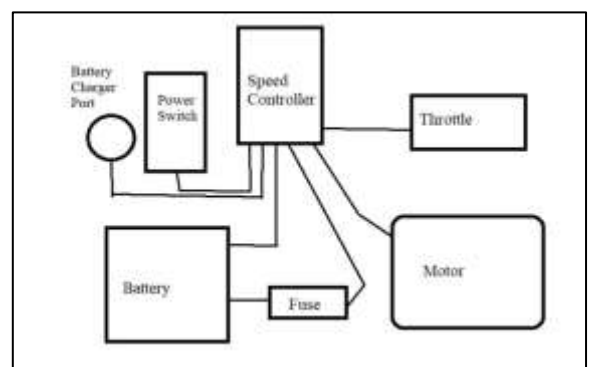 Battery
Charger
Port
Power
Switch
Speed
Controller
Throttle
Battery
Fuse
Motor